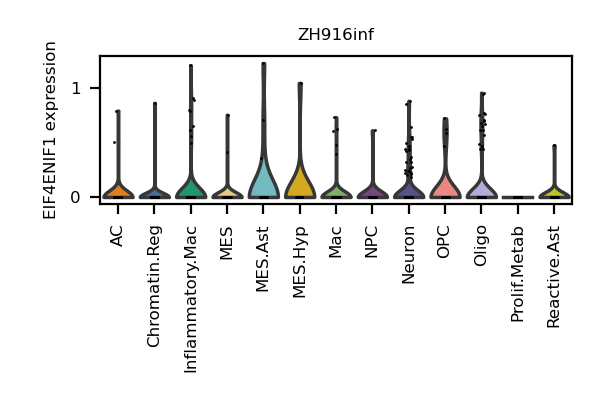 ZH916inf
EIF4ENIF1 expression
1
0
AC
Chromatin.Reg
Inflammatory.Mac
MES
MES.Ast
MES.Hyp
Mac
NPC
Neuron
OPC
Oligo
Prolif.Metab
Reactive.Ast